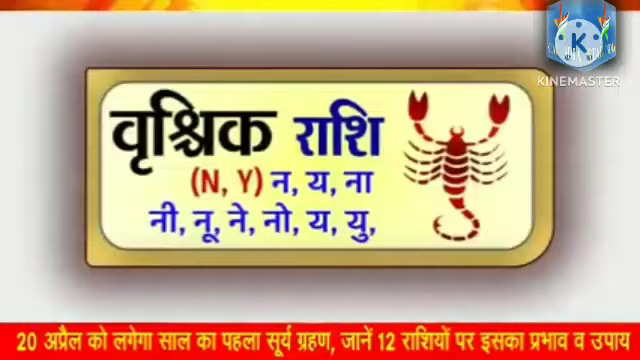 KINEMASTER
वृश्चिक राशि
(N, Y) न, य, ना
नी, नू, ने, नो, य, यु,
20 अप्रैल को लगेगा साल का पहला सूर्य ग्रहण, जानें 12 राशियों पर इसका प्रभाव व उपाय